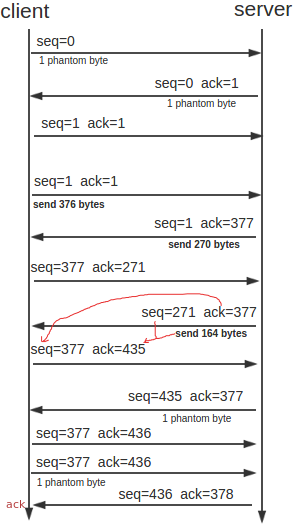 client server
seq=0
1 phantom byte
seq=0 ack=1
1 phantom byte
seq=1 ack=1
seq=1 ack=1
send 376 bytes
seq=1 ack=377
send 270 bytes
seq=377 ack=271
seq=271 ack=377
send 164 bytes
seq=377 ack=435
seq=435 ack=377
1 phantom byte
seq=377 ack=436
seq=377 ack=436
1 phantom byte
seq=436 ack=378
ack